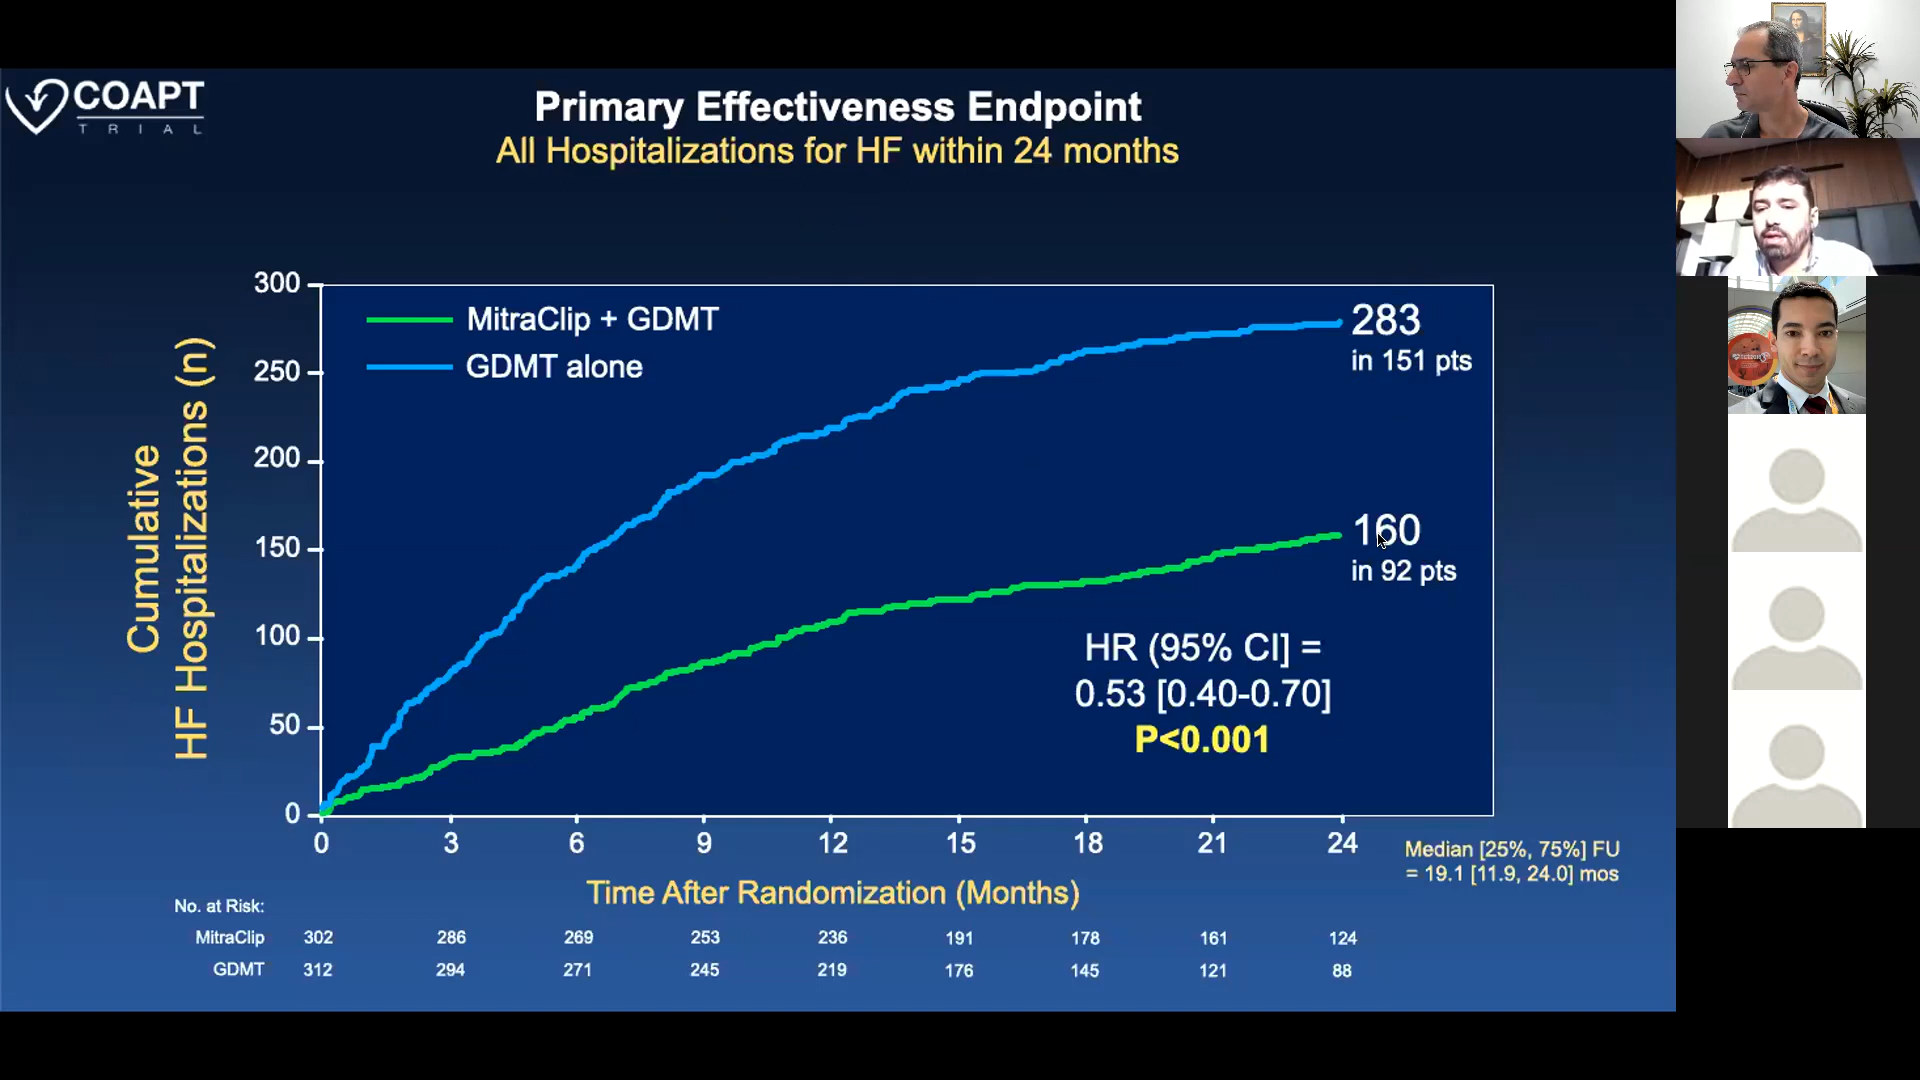 COAPT
TRIAL
Primary Effectiveness Endpoint
All Hospitalizations for HF within 24 months
Cumulative
HF Hospitalizations (n)
300
250
200
150
100
50
0
MitraClip + GDMT
GDMT alone
283
in 151 pts
160
in 92 pts
HR (95% CI] =
0.53 [0.40-0.70]
P<0.001
0 3 6 9 12 15 18 21 24
Time After Randomization (Months)
Median [25%, 75%] FU
= 19.1 [11.9, 24.0] mos
No. at Risk:
MitraClip 302 286 269 253 236 191 178 161 124
GDMT 312 294 271 245 219 176 145 121 88